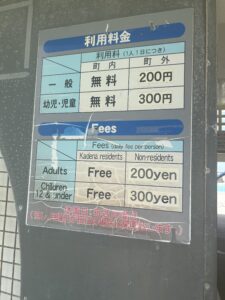 利用料金
利用料(1人1日につき)
町内 町外
一般 無料 200円
幼児・児童 無料 300円
Fees
Fees (daily fee per person)
Kadena residents Non-residents
Adults Free 200yen
Children 12 & under Free 300yen